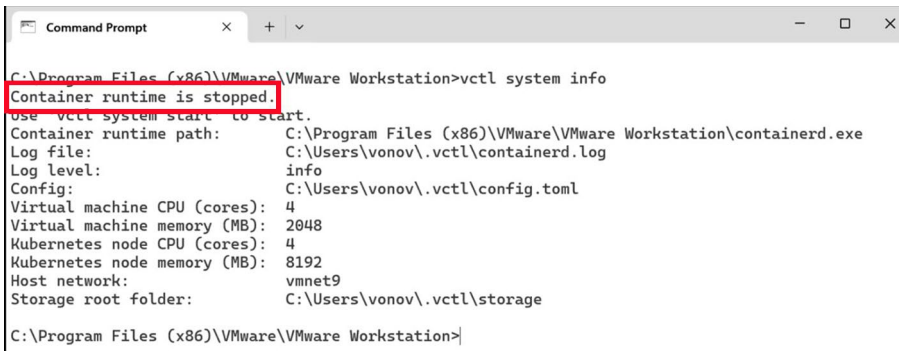 Command Prompt
C:\Program Files (x86)\VMware\VMware Workstation>vctl system info
Container runtime is stopped.
Use 'vctl system start' to start.
Container runtime path: C:\Program Files (x86)\VMware\VMware Workstation\containerd.exe
Log file: C:\Users\vonov\.vctl\containerd.log
Log level: info
Config: C:\Users\vonov\.vctl\config.toml
Virtual machine CPU (cores): 4
Virtual machine memory (MB): 2048
Kubernetes node CPU (cores): 4
Kubernetes node memory (MB): 8192
Host network: vmnet9
Storage root folder: C:\Users\vonov\.vctl\storage
C:\Program Files (x86)\VMware\VMware Workstation>